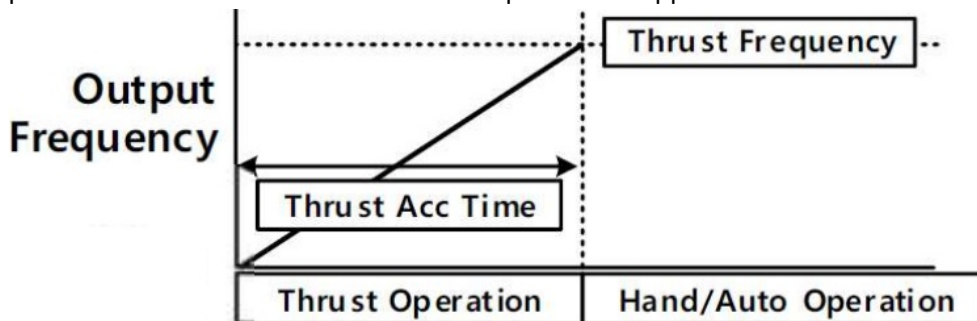 Thrust Frequency
Output
Frequency
Thrust Acc Time
Thrust Operation
Hand/Auto Operation